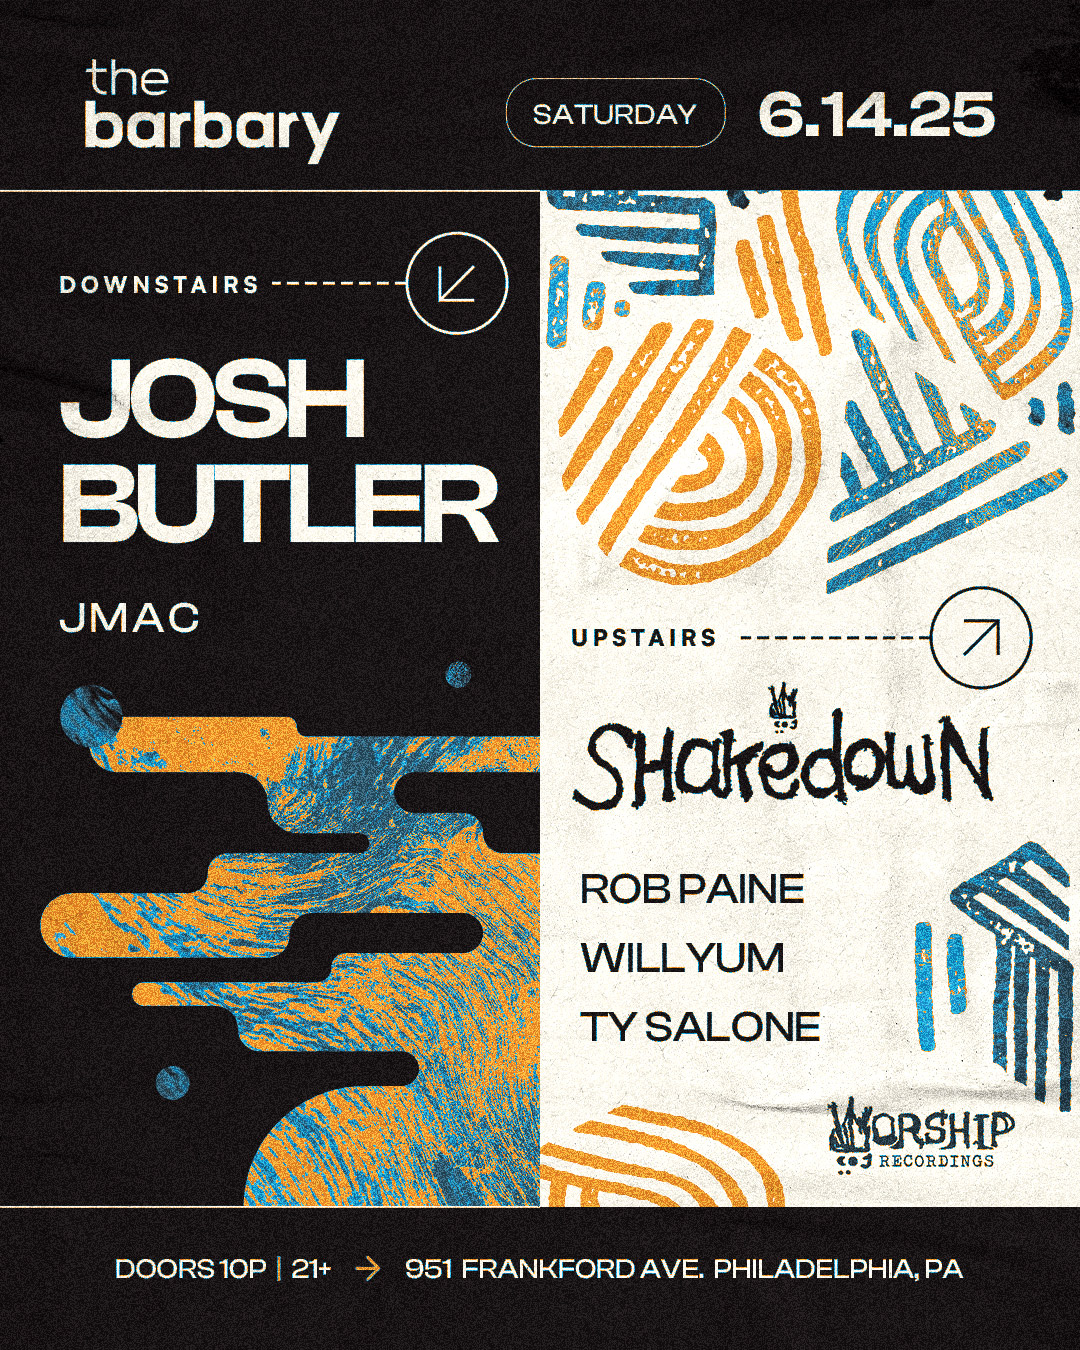 the
barbary
SATURDAY
6.14.25
DOWNSTAIRS
JOSH
BUTLER
JMAC
UPSTAIRS
SHakedowN
ROB PAINE
WILLYUM
TY SALONE
WORSHIP
RECORDINGS
DOORS 10P | 21+ → 951 FRANKFORD AVE. PHILADELPHIA, PA